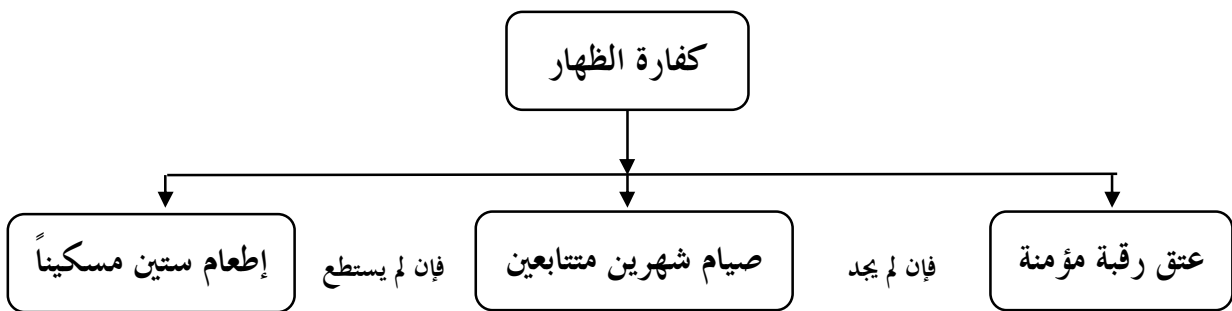 كفارة الظهار
عتق رقبة مؤمنة
فإن لم يجد
صيام شهرين متتابعين
فإن لم يستطع
إطعام ستين مسكيناً